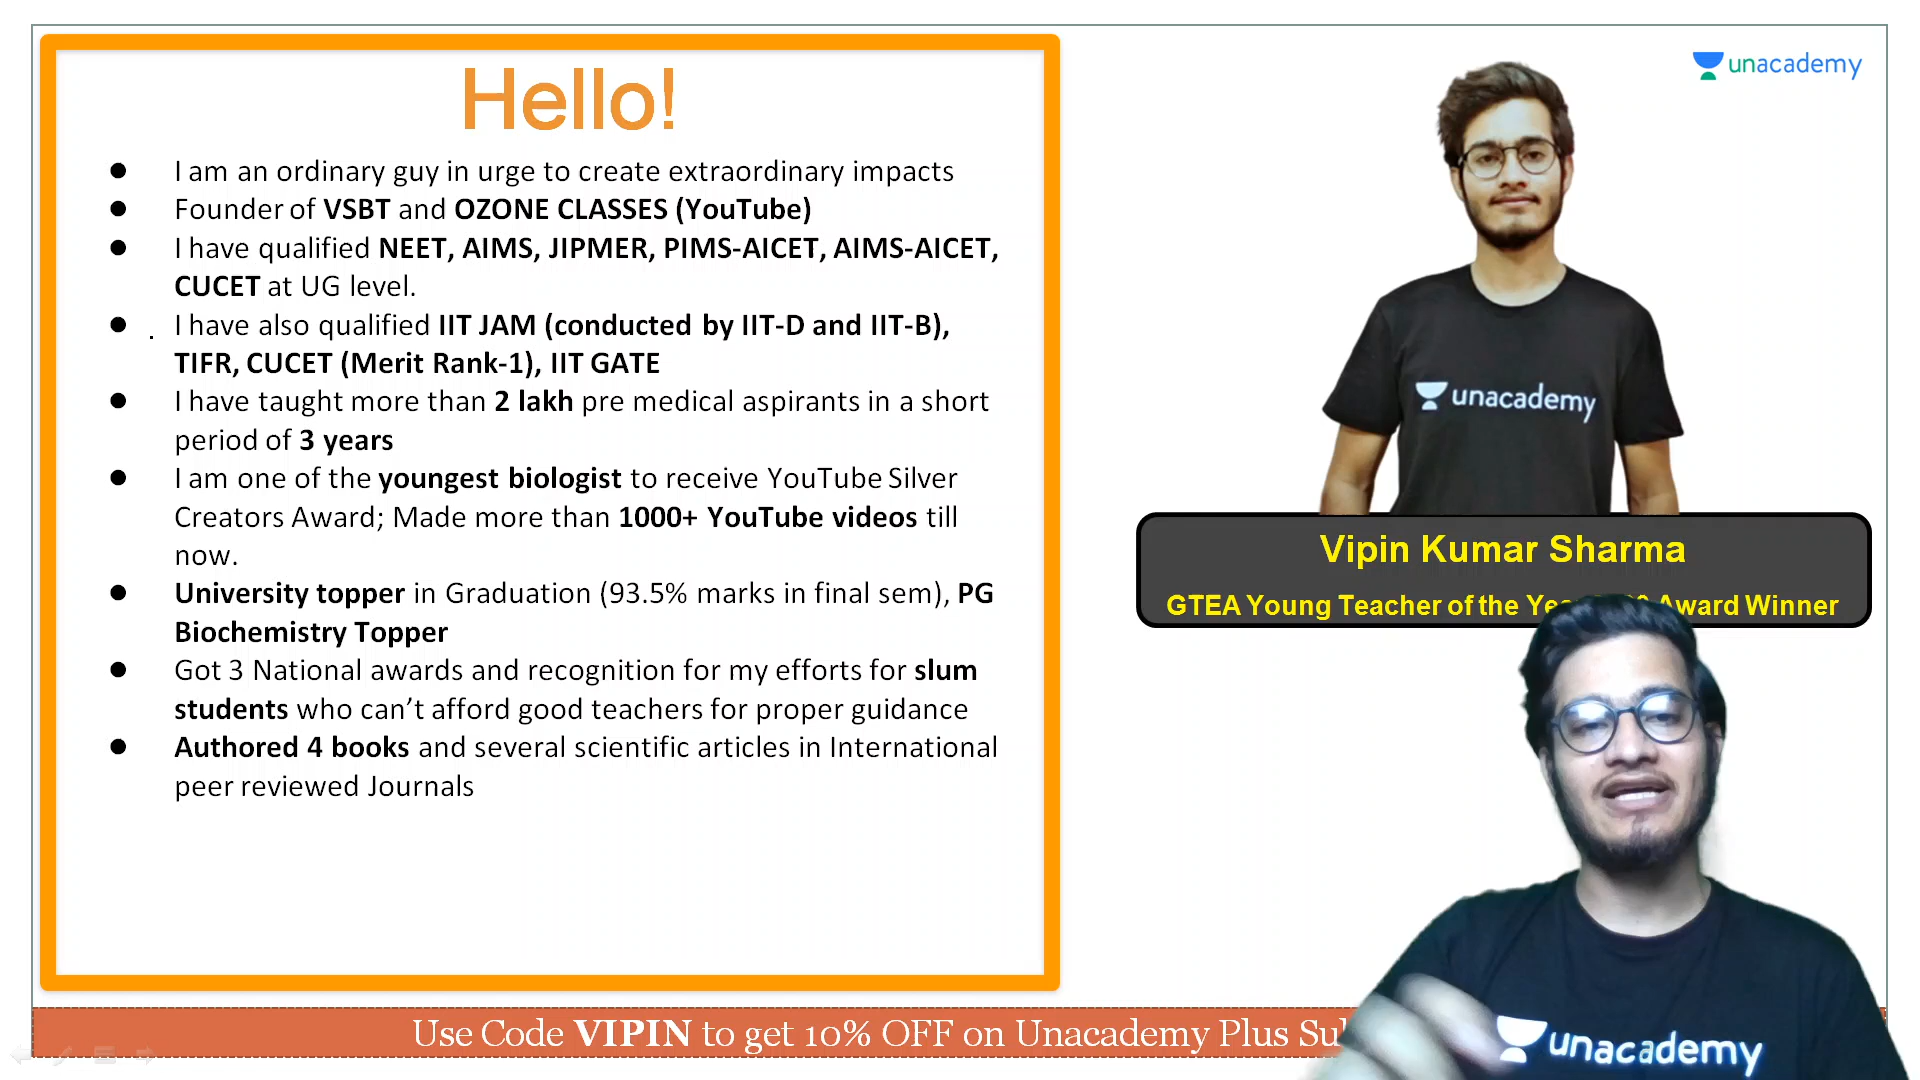 Hello!
● I am an ordinary guy in urge to create extraordinary impacts
● Founder of VSBT and OZONE CLASSES (YouTube)
● I have qualified NEET, AIMS, JIPMER, PIMS-AICET, AIMS-AICET,
CUCET at UG level.
● I have also qualified IIT JAM (conducted by IIT-D and IIT-B),
TIFR, CUCET (Merit Rank-1), IIT GATE
● I have taught more than 2 lakh pre medical aspirants in a short
period of 3 years
● I am one of the youngest biologist to receive YouTube Silver
Creators Award; Made more than 1000+ YouTube videos till
now.
● University topper in Graduation (93.5% marks in final sem), PG
Biochemistry Topper
● Got 3 National awards and recognition for my efforts for slum
students who can’t afford good teachers for proper guidance
● Authored 4 books and several scientific articles in International
peer reviewed Journals
unacademy
unacademy
Vipin Kumar Sharma
GTEA Young Teacher of the Award Winner
Use Code VIPIN to get 10% OFF on Unacademy Plus
unacademy